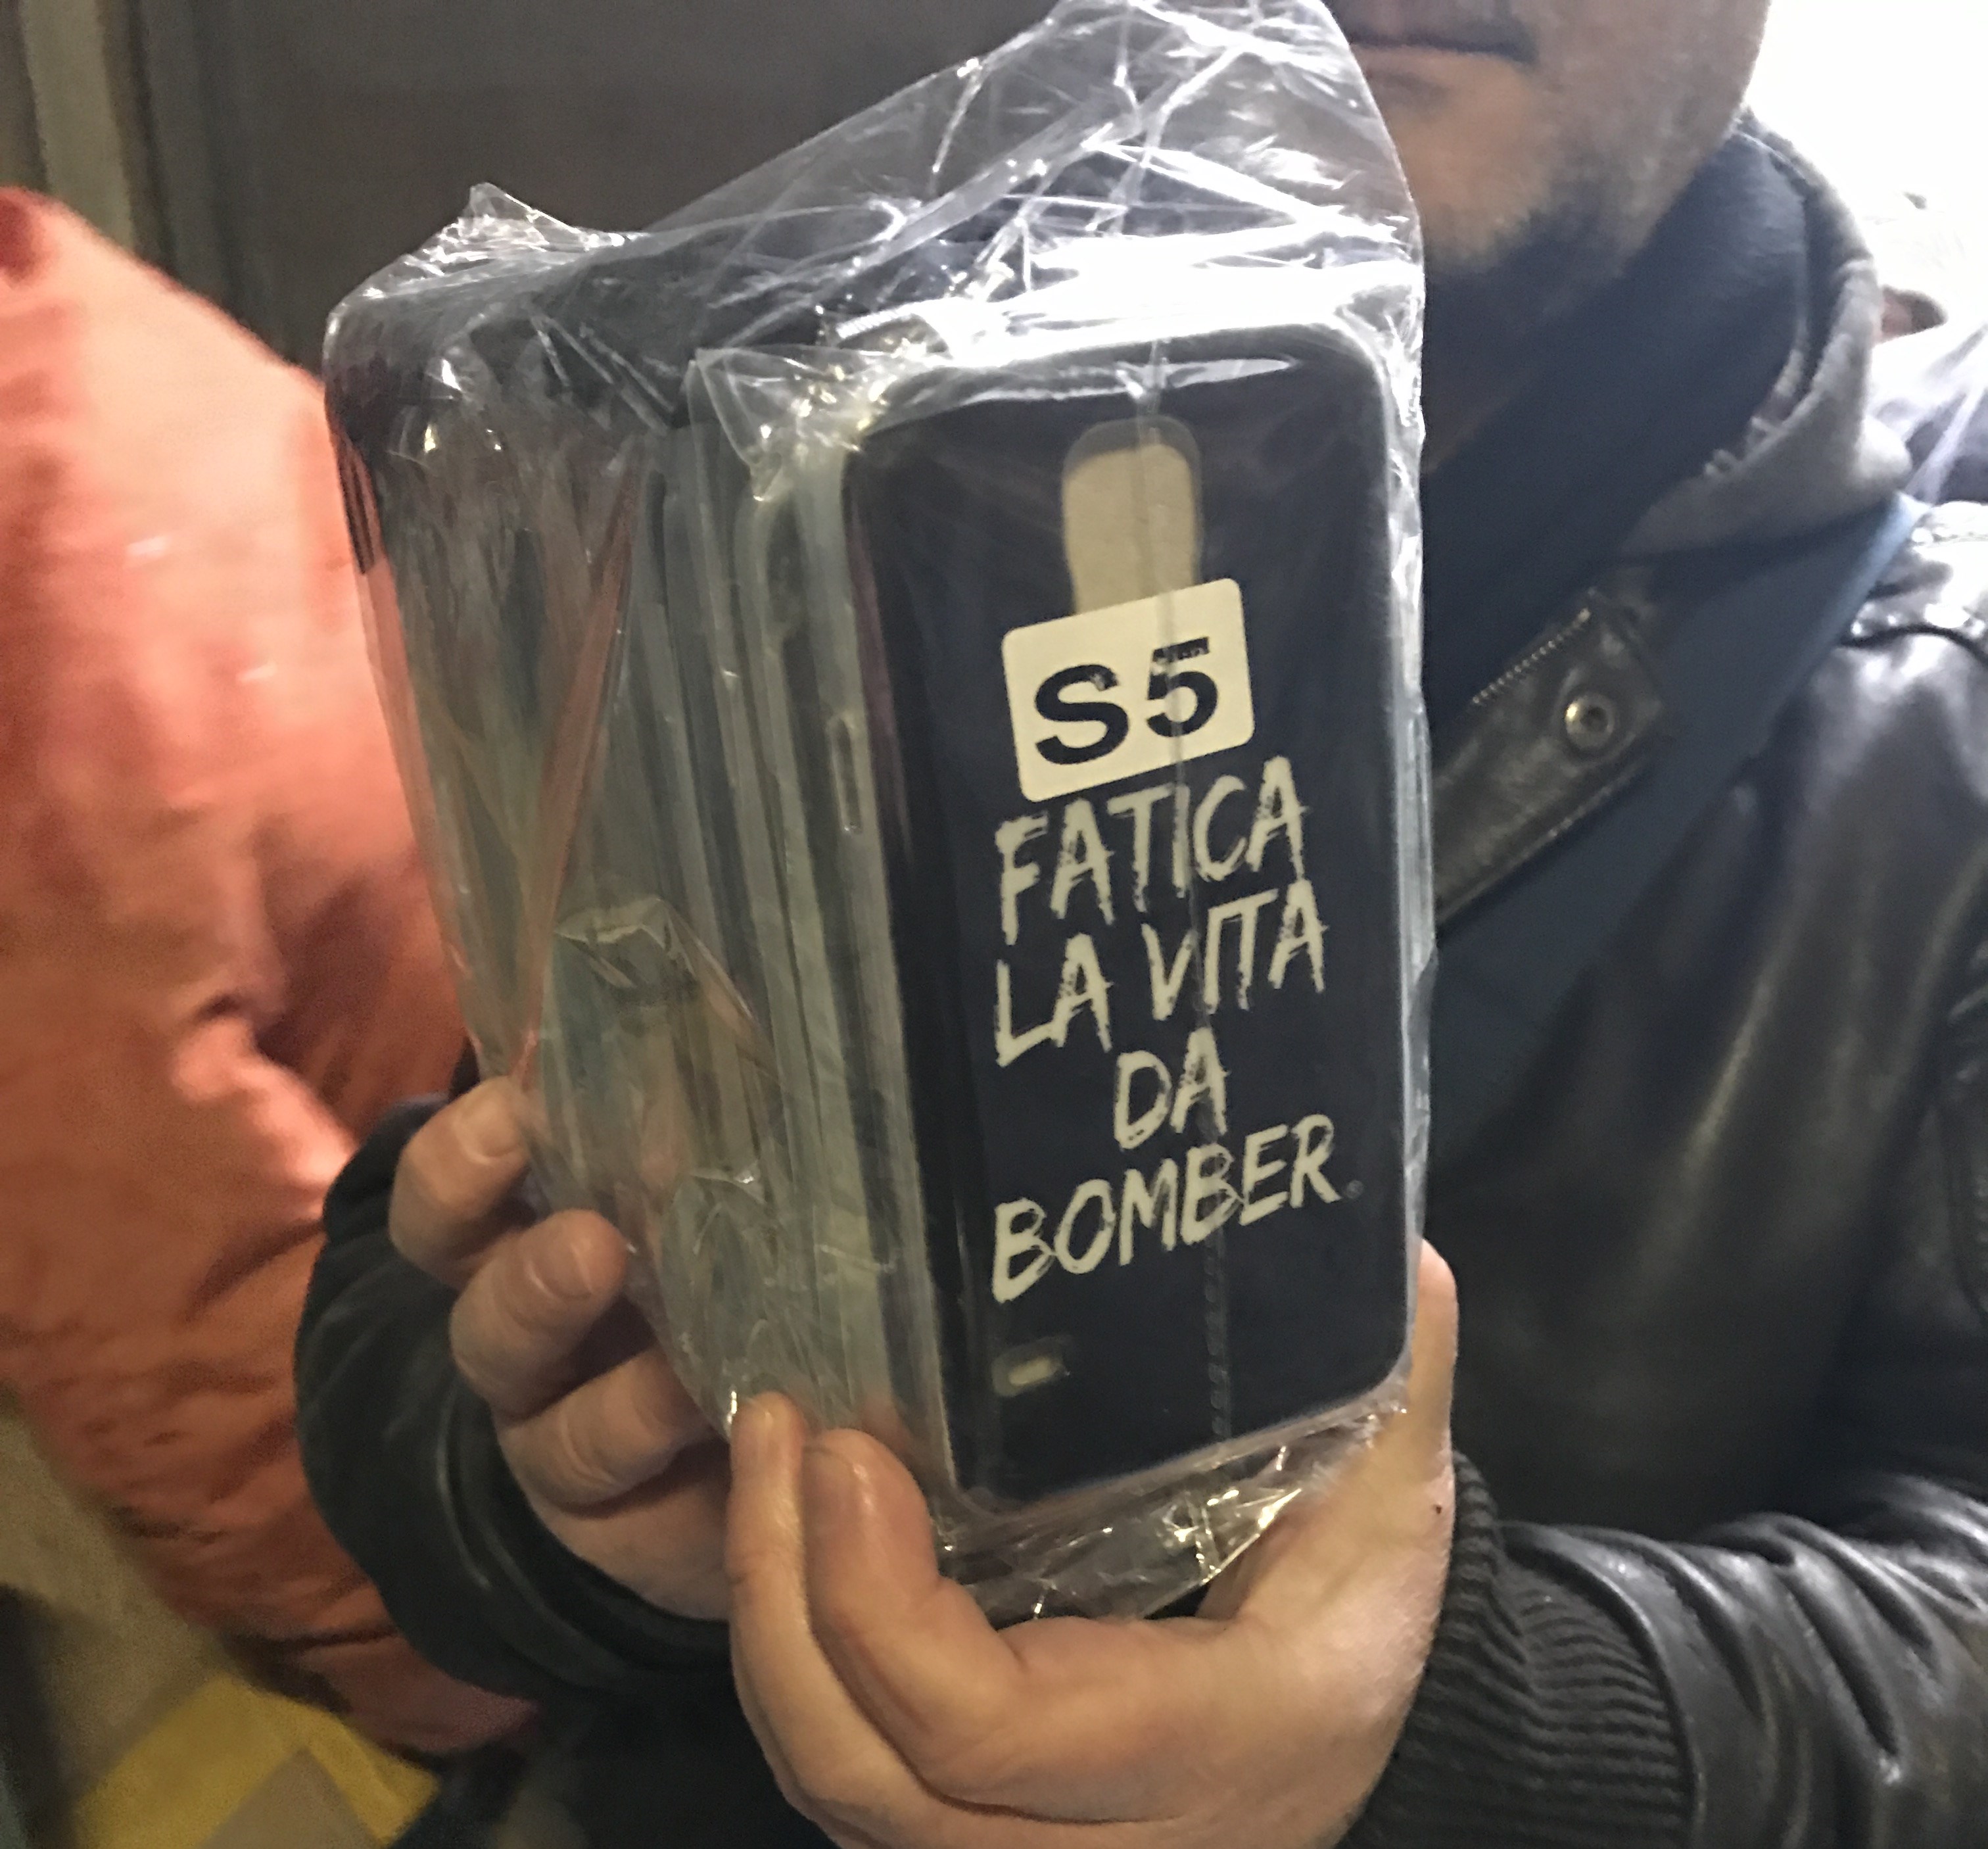 S5
FATICA
LA VITA
DA
BOMBER